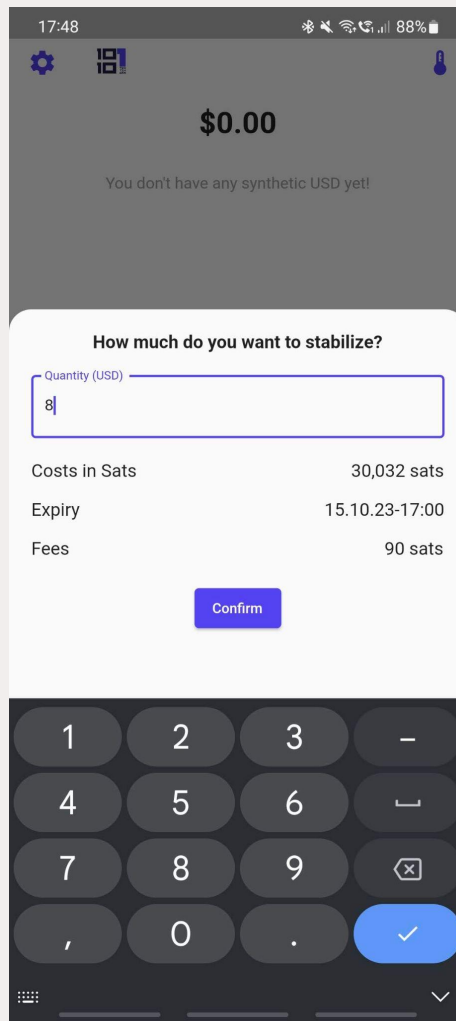 17:48 88%
10101
$0.00
You don't have any synthetic USD yet!
How much do you want to stabilize?
Quantity (USD)
8
Costs in Sats 30,032 sats
Expiry 15.10.23-17:00
Fees 90 sats
Confirm
1 2 3 –
4 5 6
7 8 9
, 0 .